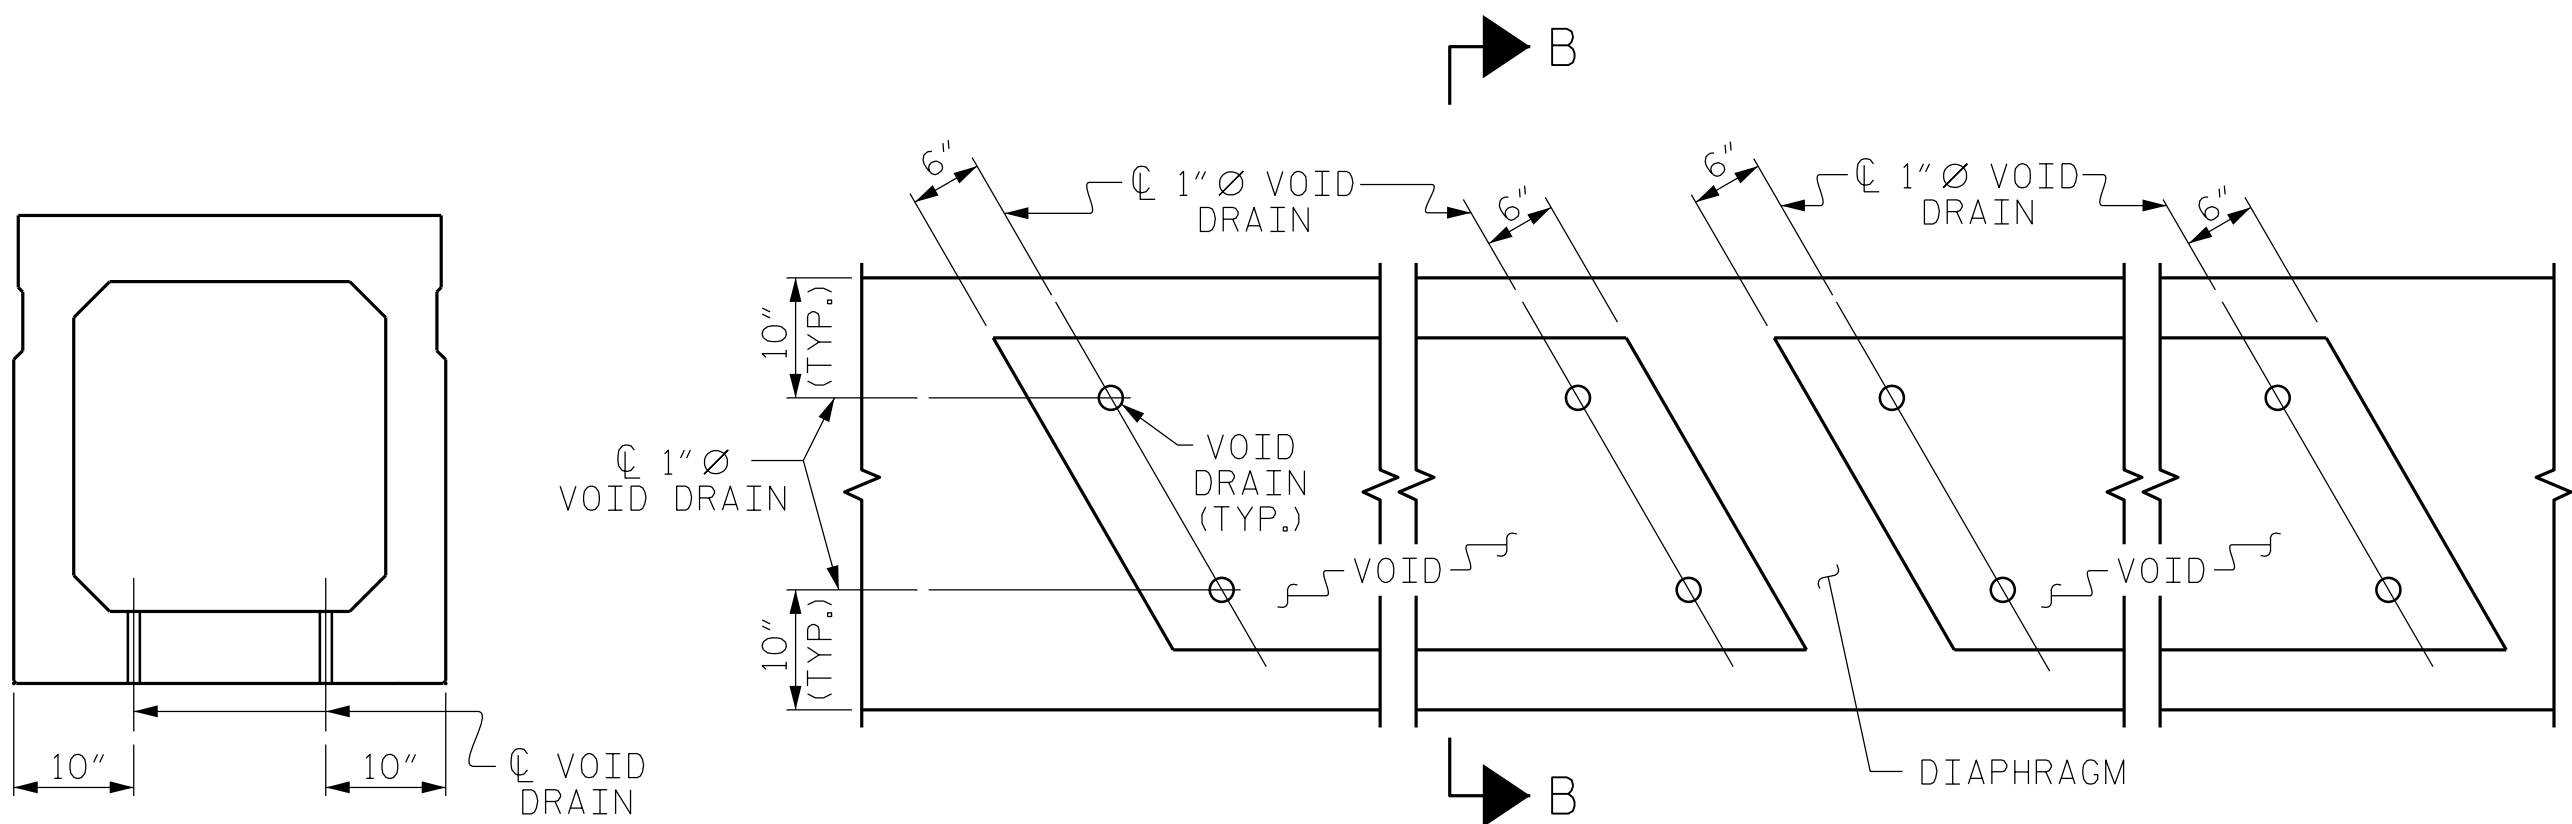 B
6"
℄ 1"Ø VOID
DRAIN
6"
6"
℄ 1"Ø VOID
DRAIN
6"
10"
(TYP.)
℄ 1"Ø
VOID DRAIN
VOID
DRAIN
(TYP.)
VOID
VOID
10"
(TYP.)
10"
10"
℄ VOID
DRAIN
DIAPHRAGM
B